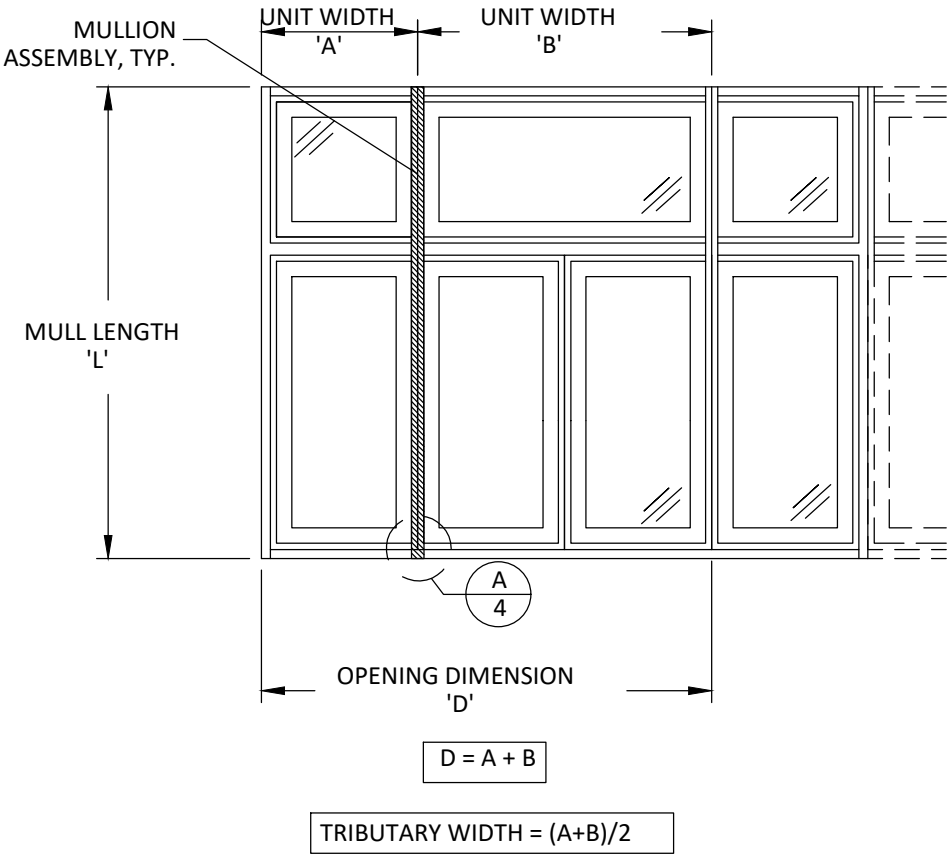 UNIT WIDTH
'A'
UNIT WIDTH
'B'
MULLION
ASSEMBLY, TYP.
MULL LENGTH
'L'
A
4
OPENING DIMENSION
'D'
D = A + B
TRIBUTARY WIDTH = (A+B)/2